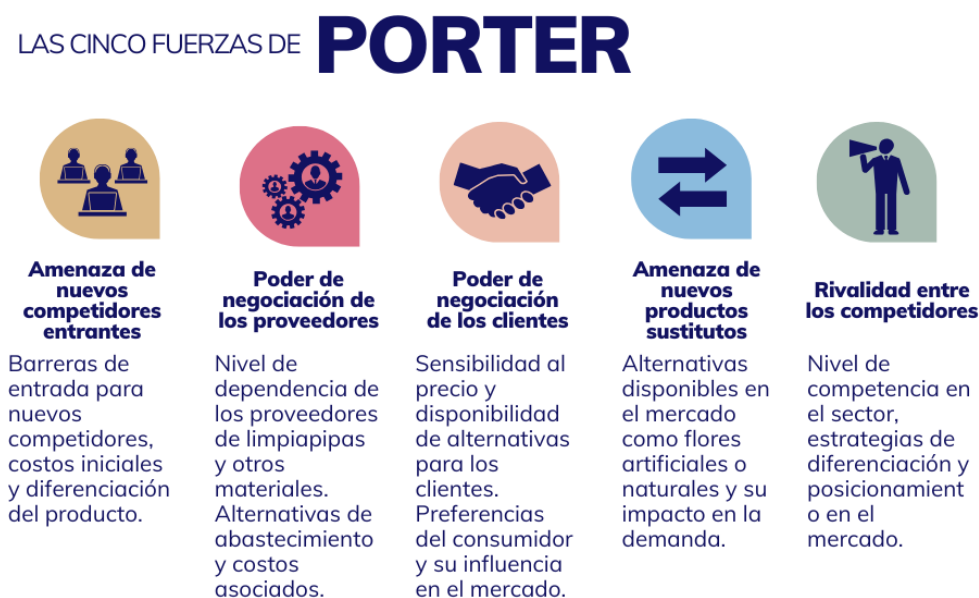 LAS CINCO FUERZAS DE PORTER
Amenaza de
nuevos
competidores
entrantes
Barreras de
entrada para
nuevos
competidores,
costos iniciales
y diferenciación
del producto.
Poder de
negociación de
los proveedores
Nivel de
dependencia de
los proveedores
de limpiapipas
y otros
materiales.
Alternativas de
abastecimiento
y costos
asociados.
Poder de
negociación
de los clientes
Sensibilidad al
precio y
disponibilidad
de alternativas
para los
clientes.
Preferencias
del consumidor
y su influencia
en el mercado.
Amenaza de
nuevos
productos
sustitutos
Alternativas
disponibles en
el mercado
como flores
artificiales o
naturales y su
impacto en la
demanda.
Rivalidad entre
los competidores
Nivel de
competencia en
el sector,
estrategias de
diferenciación y
posicionamient
o en el
mercado.